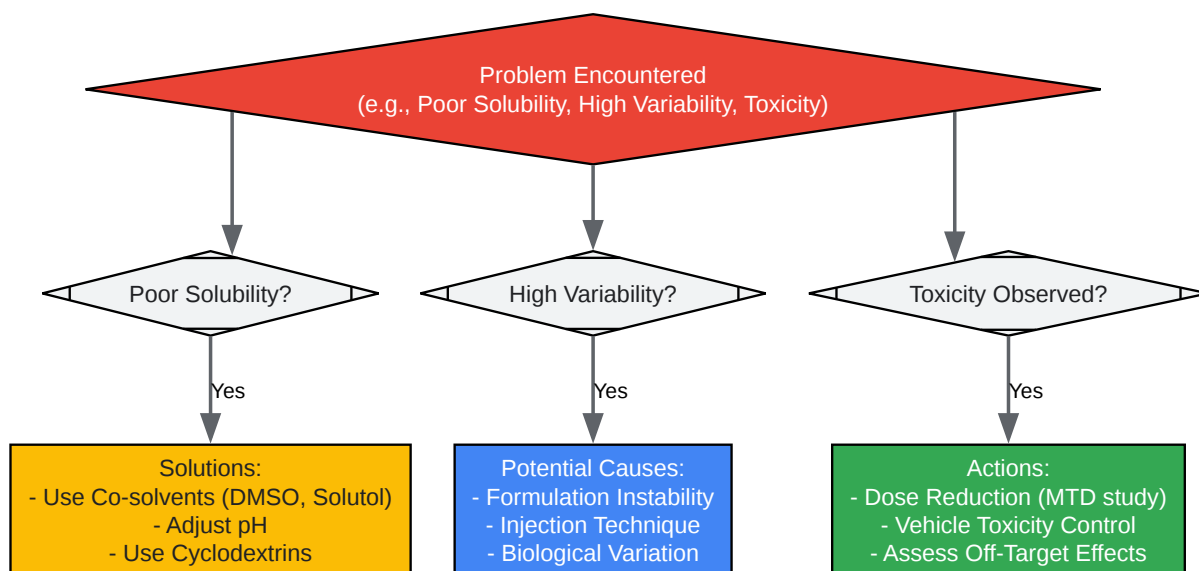 Problem Encountered
(e.g., Poor Solubility, High Variability, Toxicity)
Poor Solubility?
High Variability?
Toxicity Observed?
Yes
Yes
Yes
Solutions:
- Use Co-solvents (DMSO, Solutol)
- Adjust pH
- Use Cyclodextrins
Potential Causes:
- Formulation Instability
- Injection Technique
- Biological Variation
Actions:
- Dose Reduction (MTD study)
- Vehicle Toxicity Control
- Assess Off-Target Effects